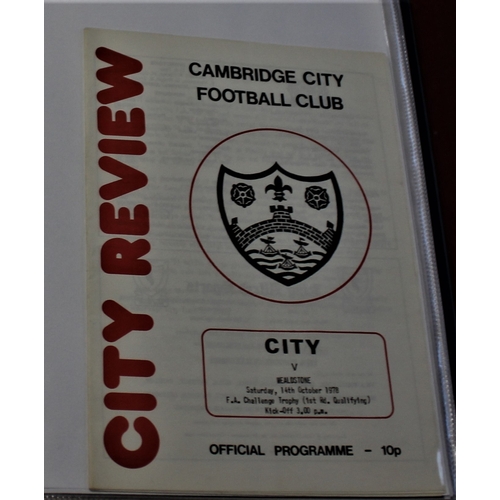 CITY REVIEW
CAMBRIDGE CITY
FOOTBALL CLUB
CITY
V
WEALDSTONE
Saturday, 14th October 1978
F.A. Challenge Trophy (1st Rd. Qualifying)
Kick-Off 3.00 p.m.
OFFICIAL PROGRAMME - 10p